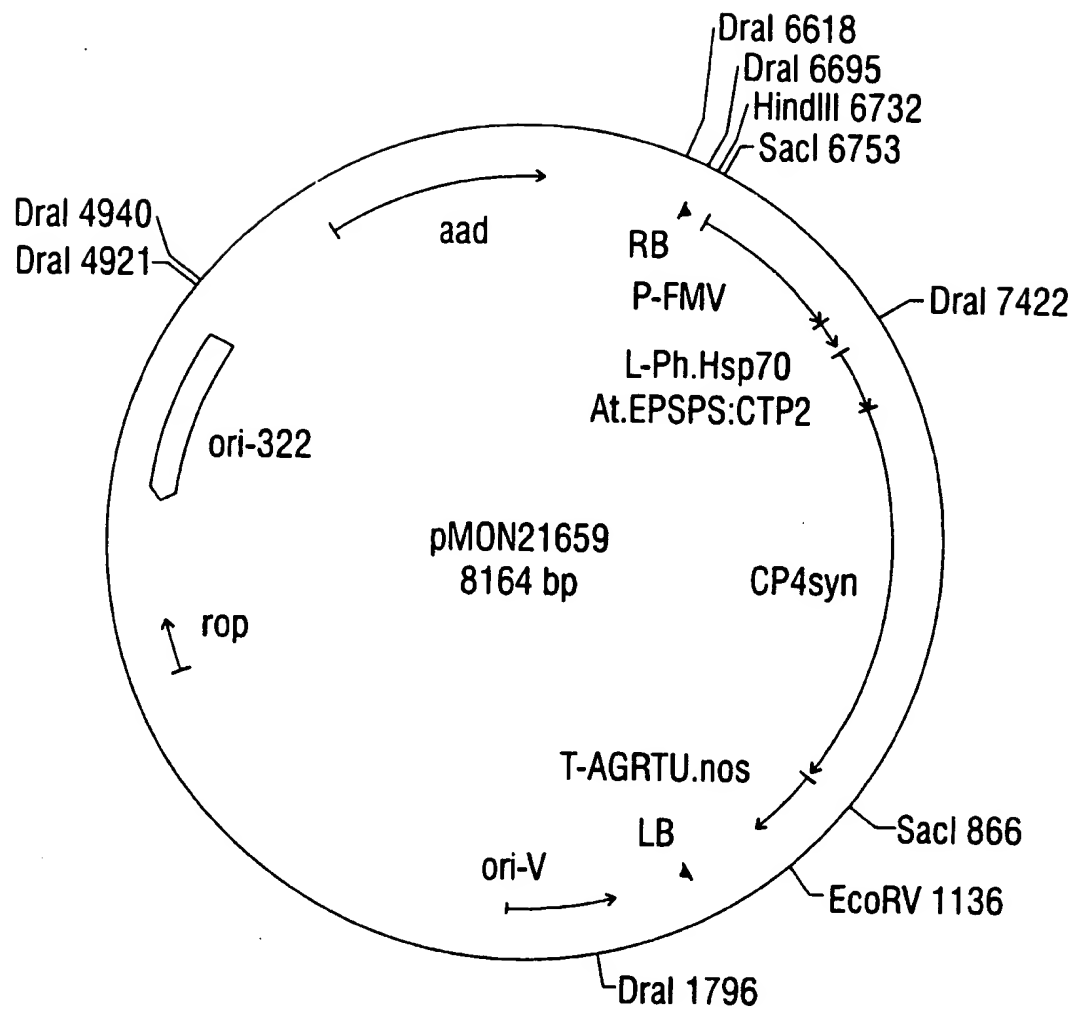 DraI 6618
DraI 6695
HindIII 6732
SacI 6753
DraI 4940
DraI 4921
aad
RB
P-FMV
DraI 7422
L-Ph.Hsp70
At.EPSPS:CTP2
ori-322
pMON21659
8164 bp
CP4syn
rop
T-AGRTU.nos
LB
SacI 866
ori-V
EcoRV 1136
DraI 1796